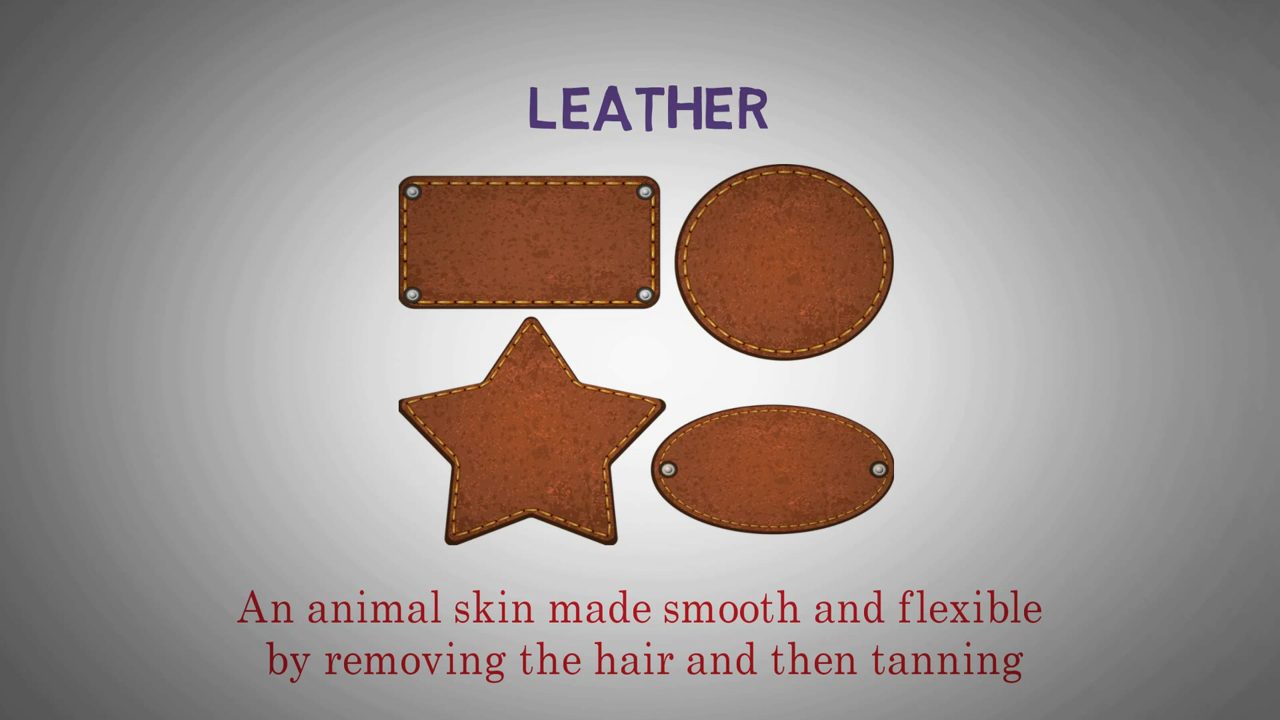 LEATHER
An animal skin made smooth and flexible
by removing the hair and then tanning